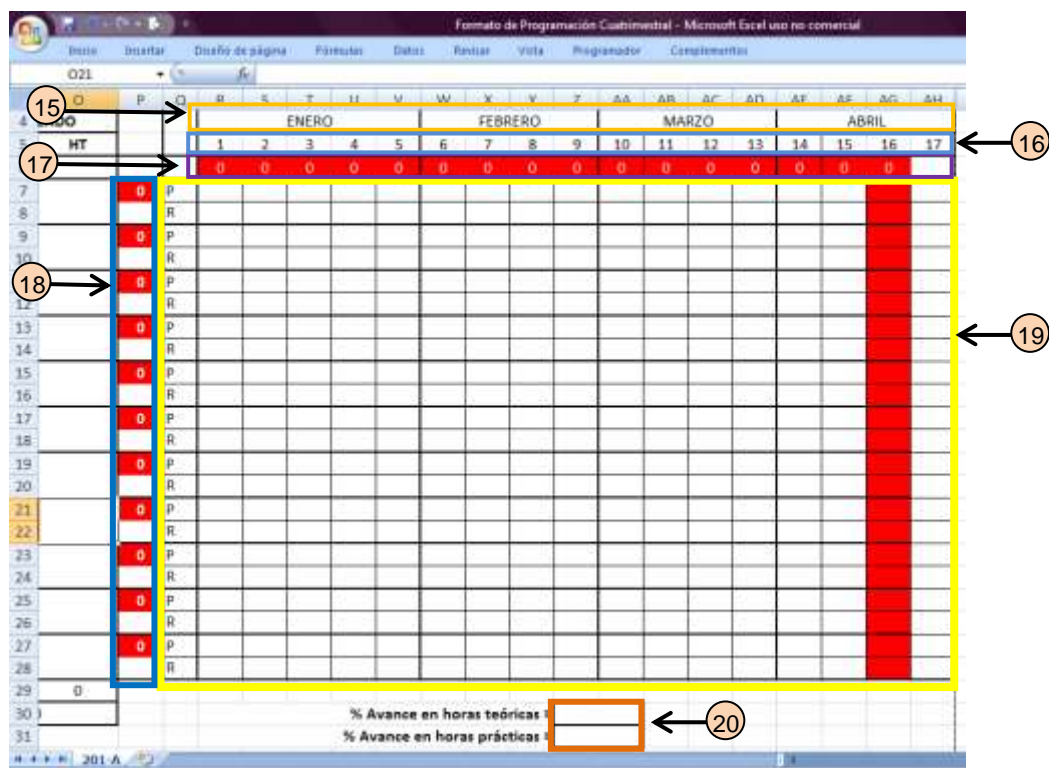 Formato de Programación Cuatrimestral - Microsoft Excel uso no comercial
Inicio Insertar Diseño de página Fórmulas Datos Revisar Vista Programador Complementos
O21 fx
O P Q R S T U V W X Y Z AA AB AC AD AE AF AG AH
15
4 ENERO FEBRERO MARZO ABRIL
5 HT 1 2 3 4 5 6 7 8 9 10 11 12 13 14 15 16 17
16
17
0 0 0 0 0 0 0 0 0 0 0 0 0 0 0 0
7 0 P
8 R
9 0 P
10 R
18
0 P
12 R
13 0 P
19
14 R
15 0 P
16 R
17 0 P
18 R
19 0 P
20 R
21 0 P
22 R
23 0 P
24 R
25 0 P
26 R
27 0 P
28 R
29 0
30 % Avance en horas teóricas =
20
31 % Avance en horas prácticas =
201-A